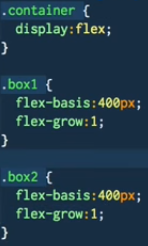 .container {
display:flex;
}
.box1 {
flex-basis:400px;
flex-grow:1;
}
.box2 {
flex-basis:400px;
flex-grow:1;
}